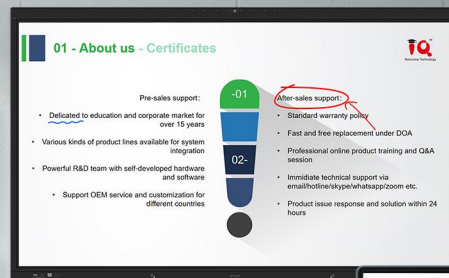 01 - About us - Certificates
IQ
Pre-sales support:
• Delicated to education and corporate market for
over 15 years
• Various kinds of product lines available for system
integration
• Powerful R&D team with self-developed hardware
and software
• Support OEM service and customization for
different countries
-01
02-
After-sales support:
• Standard warranty policy
• Fast and free replacement under DOA
• Professional online product training and Q&A
session
• Immidiate technical support via
email/hotline/skype/whatsapp/zoom etc.
• Product issue response and solution within 24
hours